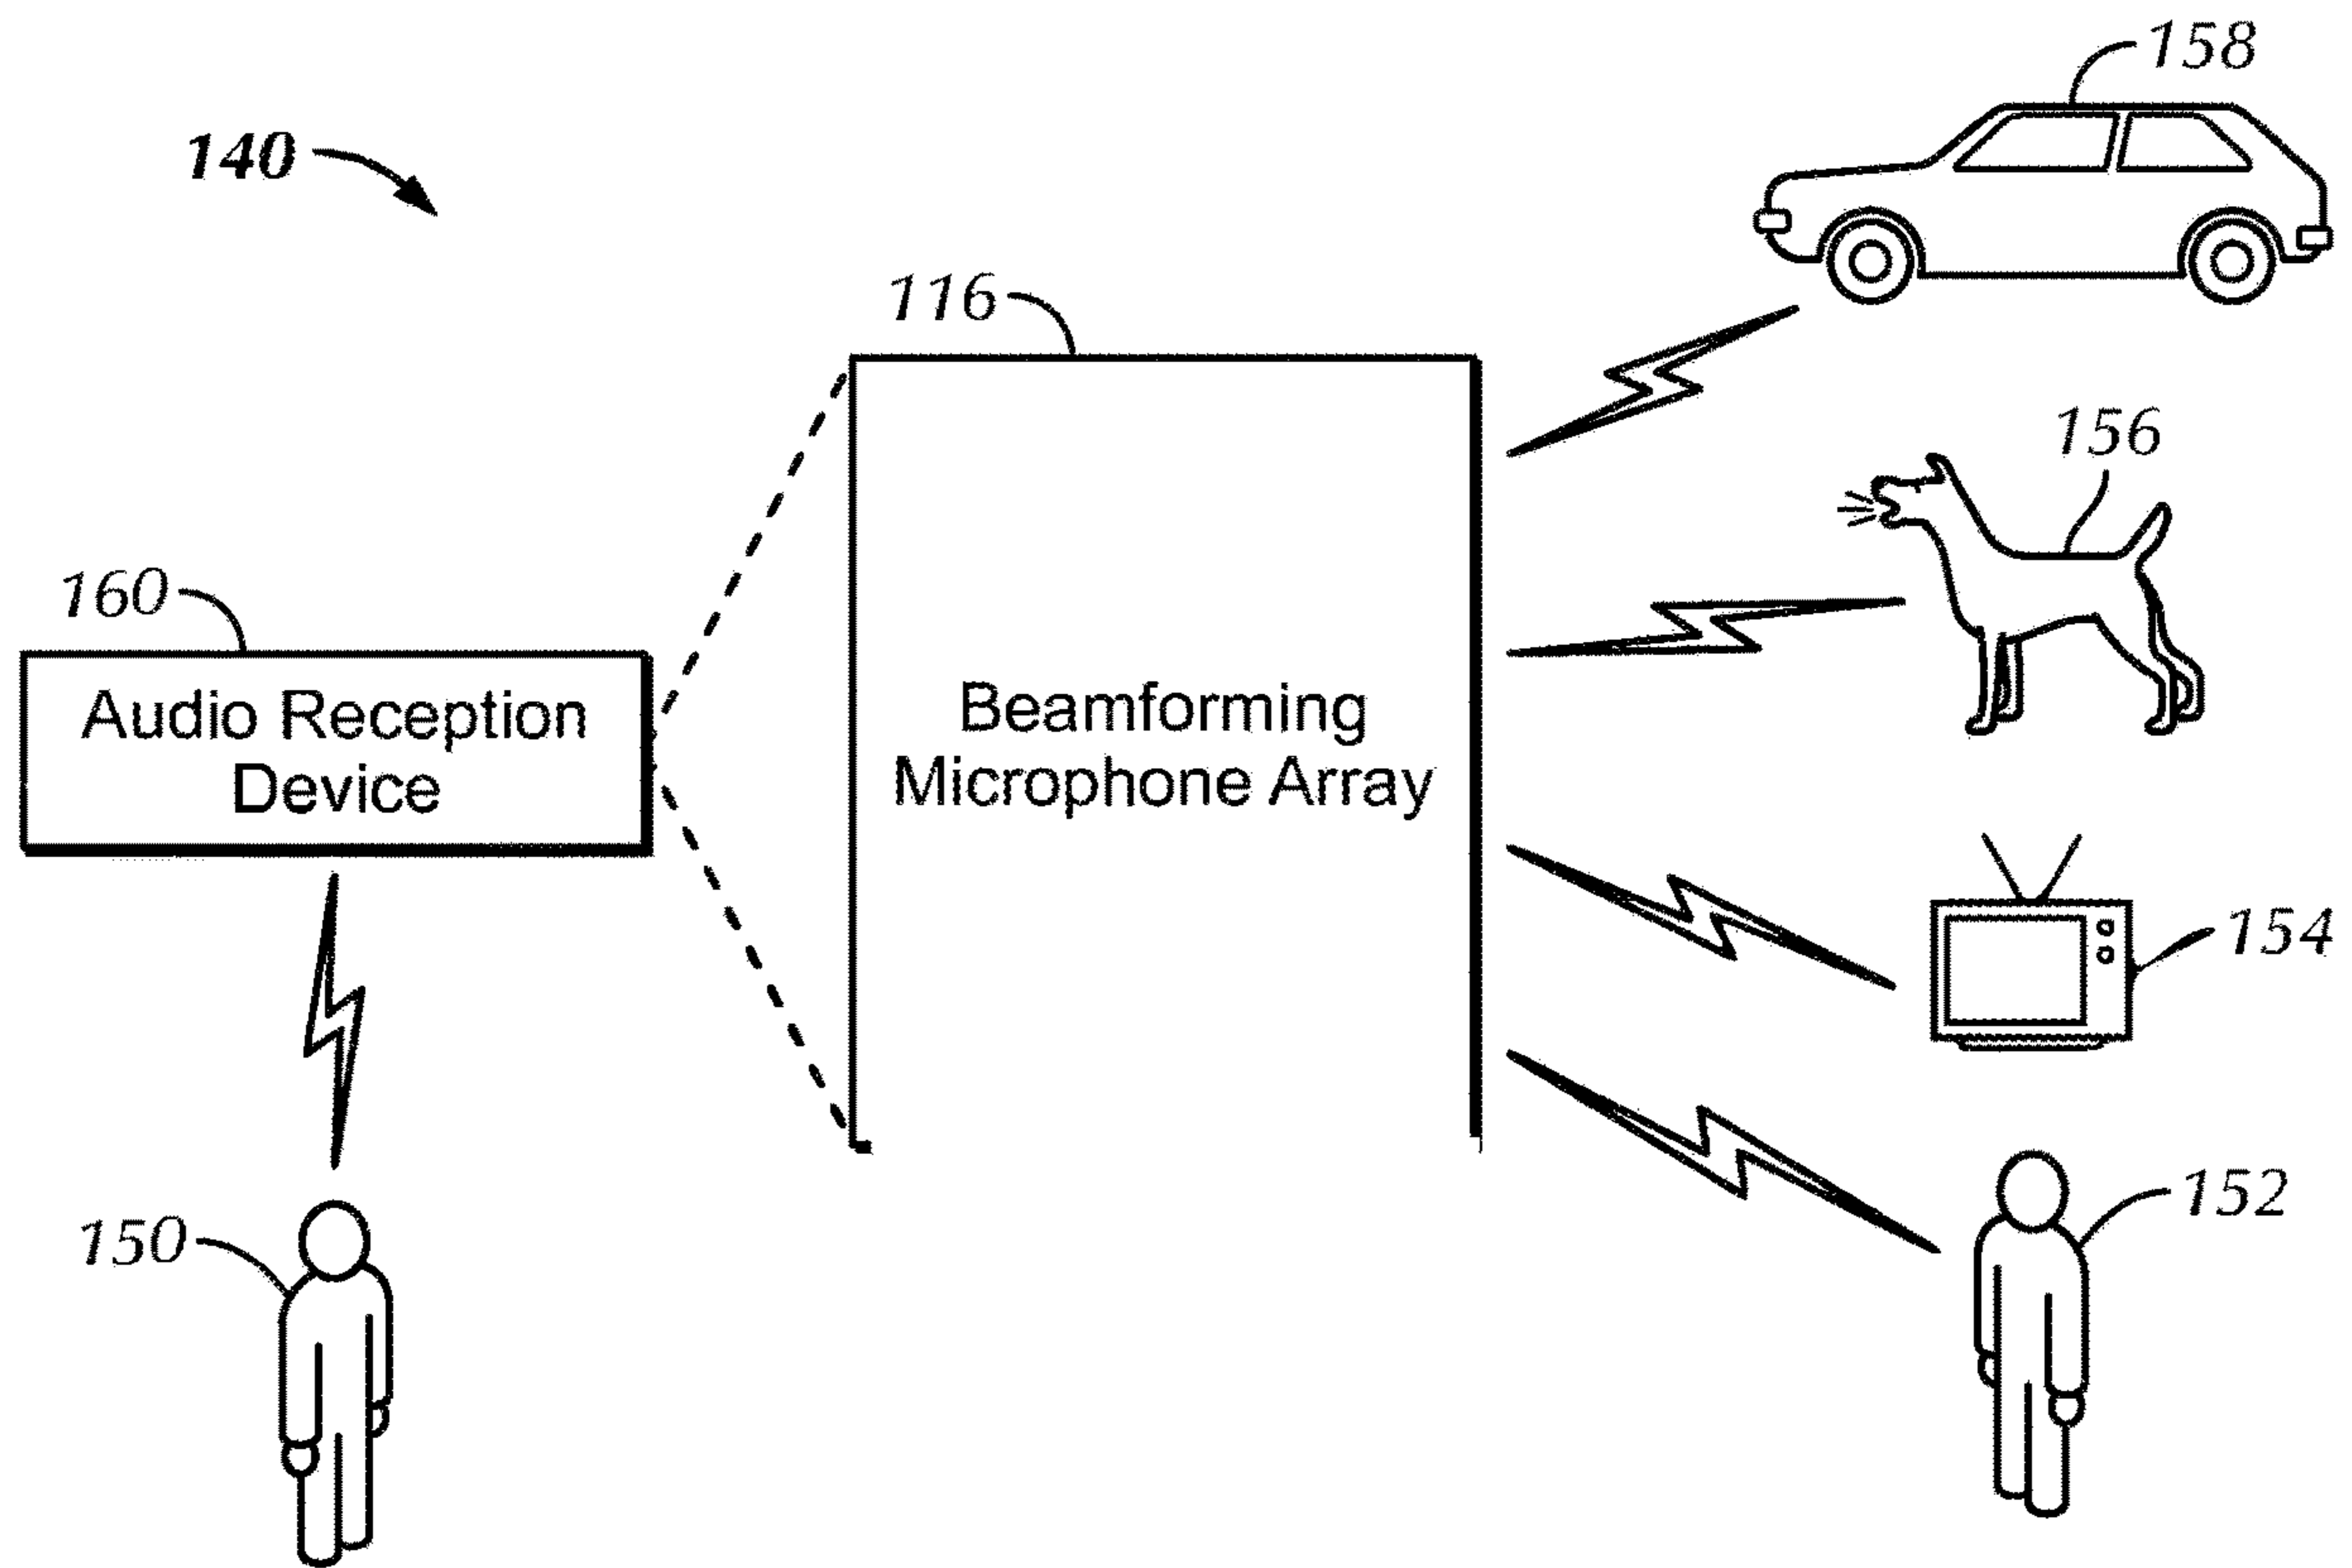 158
140
116
156
160
Audio Reception
Device
Beamforming
Microphone Array
154
150
152